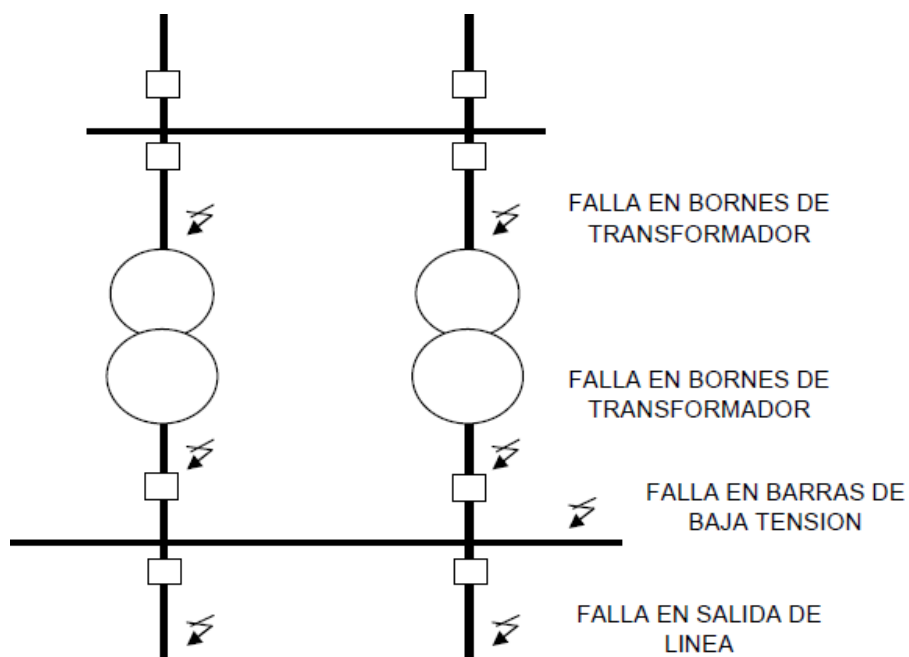 FALLA EN BORNES DE
TRANSFORMADOR
FALLA EN BORNES DE
TRANSFORMADOR
FALLA EN BARRAS DE
BAJA TENSION
FALLA EN SALIDA DE
LINEA